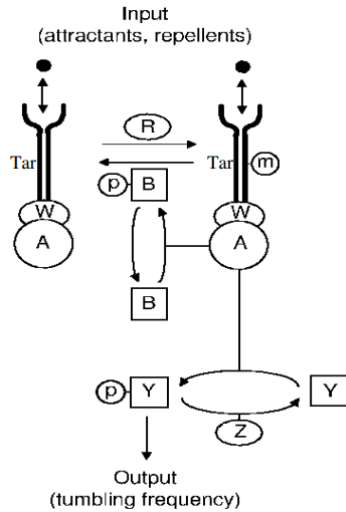 Input
(attractants, repellents)
R
Tar
Tar
m
p
B
W
W
A
A
B
p
Y
Y
Z
Output
(tumbling frequency)